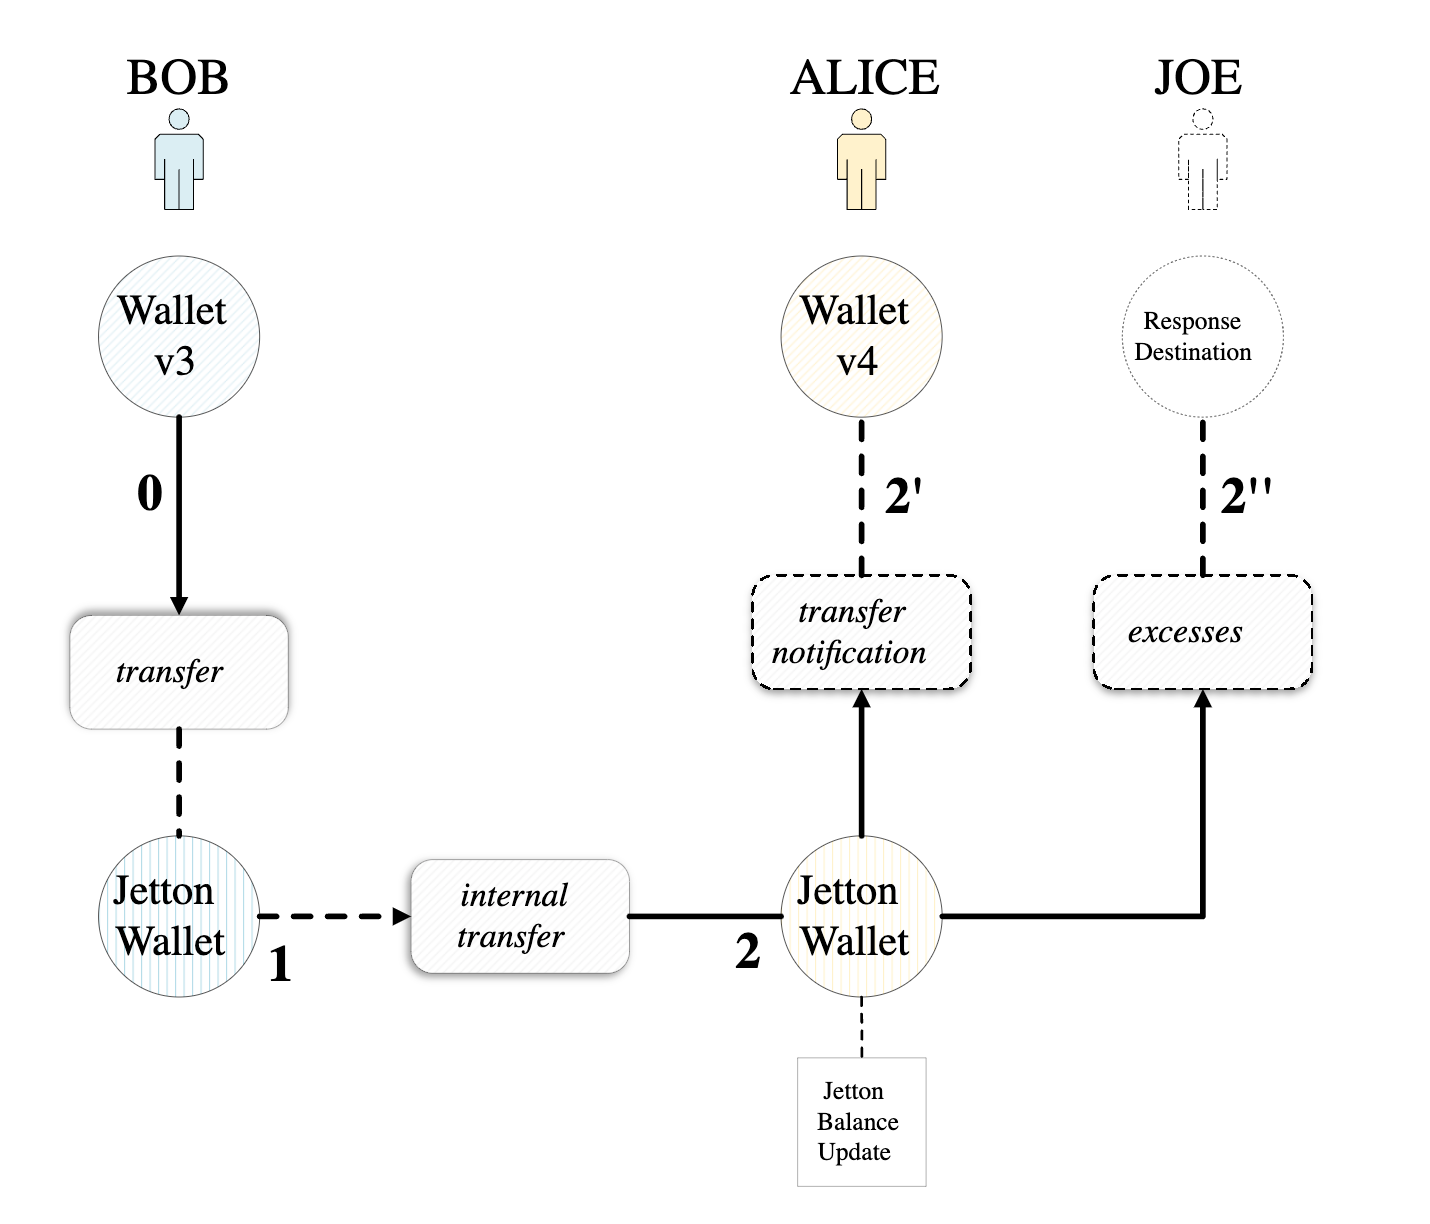 BOB
ALICE
JOE
Wallet
v3
Wallet
v4
Response
Destination
0
2'
2''
transfer
transfer
notification
excesses
Jetton
Wallet
1
internal
transfer
2
Jetton
Wallet
Jetton
Balance
Update